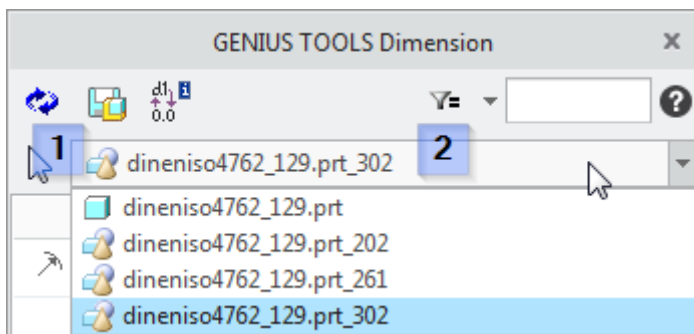 GENIUS TOOLS Dimension
d1 i
0.0
1 dineniso4762_129.prt_302 2
dineniso4762_129.prt
dineniso4762_129.prt_202
dineniso4762_129.prt_261
dineniso4762_129.prt_302